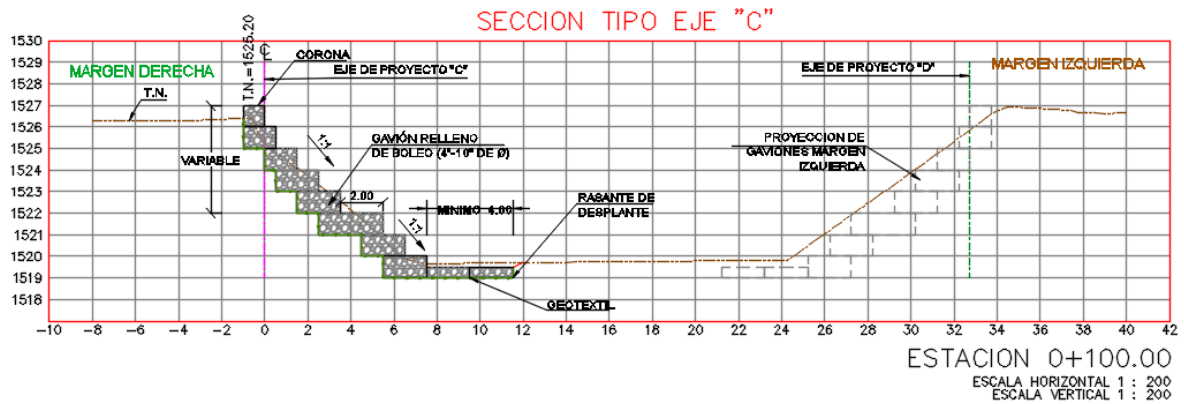 SECCION TIPO EJE "C"
1530
1529
1528
1527
1526
1525
1524
1523
1522
1521
1520
1519
1518
MARGEN DERECHA
T.N.
T.N.=1525.20
CORONA
EJE DE PROYECTO "C"
VARIABLE
1:1
GAVIÓN RELLENO
DE BOLEO (4"-10" DE Ø)
2.00
1:1
MINIMO 4.00
RASANTE DE
DESPLANTE
GEOTEXTIL
EJE DE PROYECTO "D"
MARGEN IZQUIERDA
PROYECCION DE
GAVIONES MARGEN
IZQUIERDA
-10 -8 -6 -4 -2 0 2 4 6 8 10 12 14 16 18 20 22 24 26 28 30 32 34 36 38 40 42
ESTACION 0+100.00
ESCALA HORIZONTAL 1 : 200
ESCALA VERTICAL 1 : 200